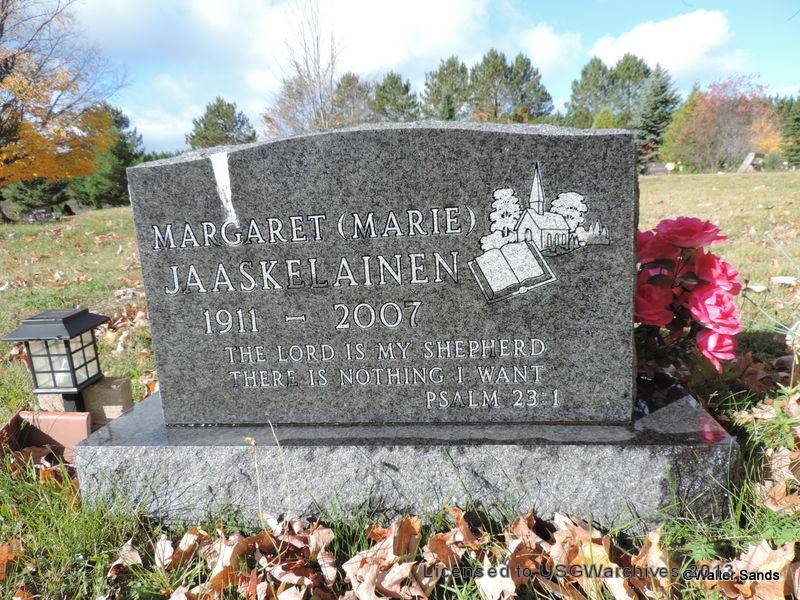 MARGARET (MARIE)
JAASKELAINEN
1911 - 2007
THE LORD IS MY SHEPHERD
THERE IS NOTHING I WANT
PSALM 23:1
Licensed to USGWarchives 2013
©Walter Sands